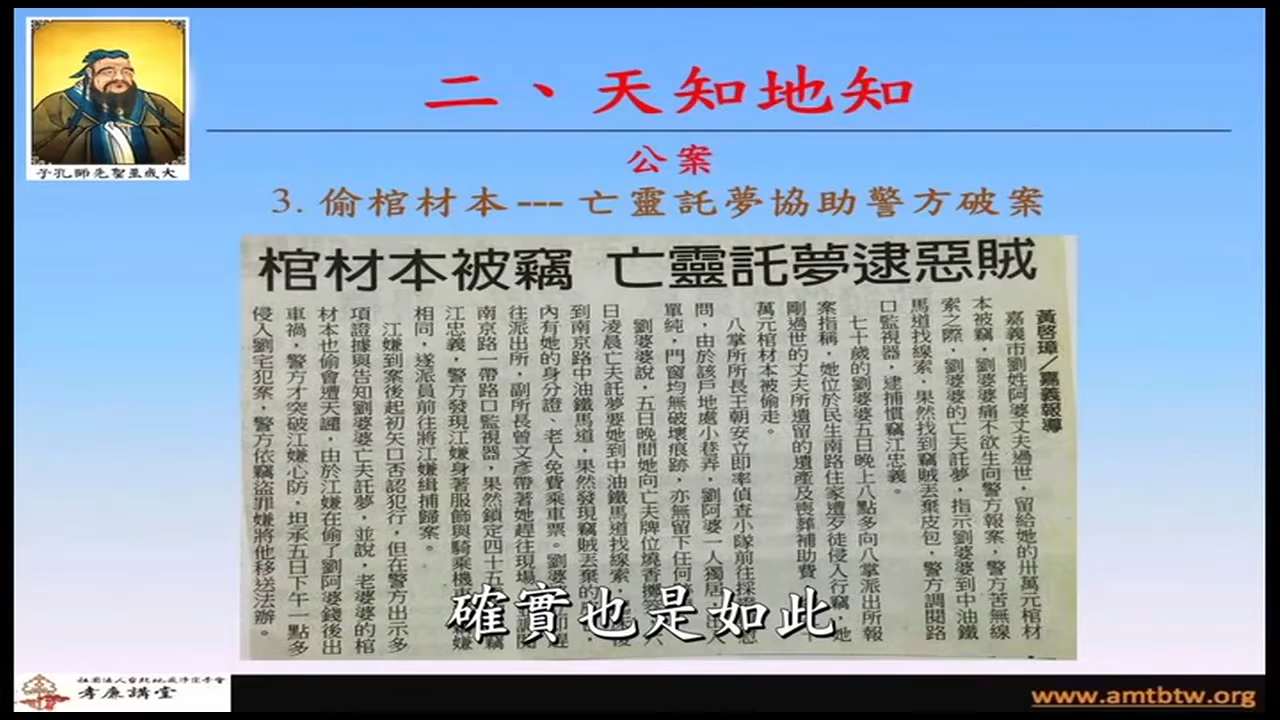 二、天知地知
大成至聖先師孔子
公案
3. 偷棺材本---亡靈託夢協助警方破案
棺材本被竊 亡靈託夢逮惡賊
黃啓璋／嘉義報導
嘉義市劉姓阿婆丈夫過世，留給她的卅萬元棺材
本被竊，劉婆婆痛不欲生向警方報案，警方苦無線
索之際，劉婆婆的亡夫託夢，指示劉婆婆到中油鐵
馬道找線索，果然找到竊賊丟棄皮包，警方調閱路
口監視器，逮捕慣竊江忠義。
七十歲的劉婆婆五日晚上八點多向八掌派出所報
案指稱，她位於民生南路住家遭歹徒侵入行竊，她
剛過世的丈夫所遺留的遺產及喪葬補助費
萬元棺材本被偷走。
八掌所所長王朝安立即率偵查小隊前往採
問，由於該戶地處小巷弄，劉阿婆一人獨居
單純，門窗均無破壞痕跡，亦無留下任何
劉婆婆說，五日晚間她向亡夫牌位燒香
日凌晨亡夫託夢要她到中油鐵馬道找線索
到南京路中油鐵馬道，果然發現竊賊丟棄的
內有她的身分證、老人免費乘車票。劉婆
往派出所，副所長曾文彥帶著她趕往現場
南京路一帶路口監視器，果然鎖定四十五
江忠義，警方發現江嫌身著服飾與騎乘機
相同，遂派員前往將江嫌緝捕歸案。
江嫌到案後起初矢口否認犯行，但在警方出示多
項證據與告知劉婆婆亡夫託夢，並說，老婆婆的棺
材本也偷會遭天譴，由於江嫌在偷了劉阿婆錢後出
車禍，警方才突破江嫌心防，坦承五日下午一點多
侵入劉宅犯案，警方依竊盜罪嫌將他移送法辦。
確實也是如此
社團法人台北市淨宗學會
孝廉講堂
www.amtbtw.org